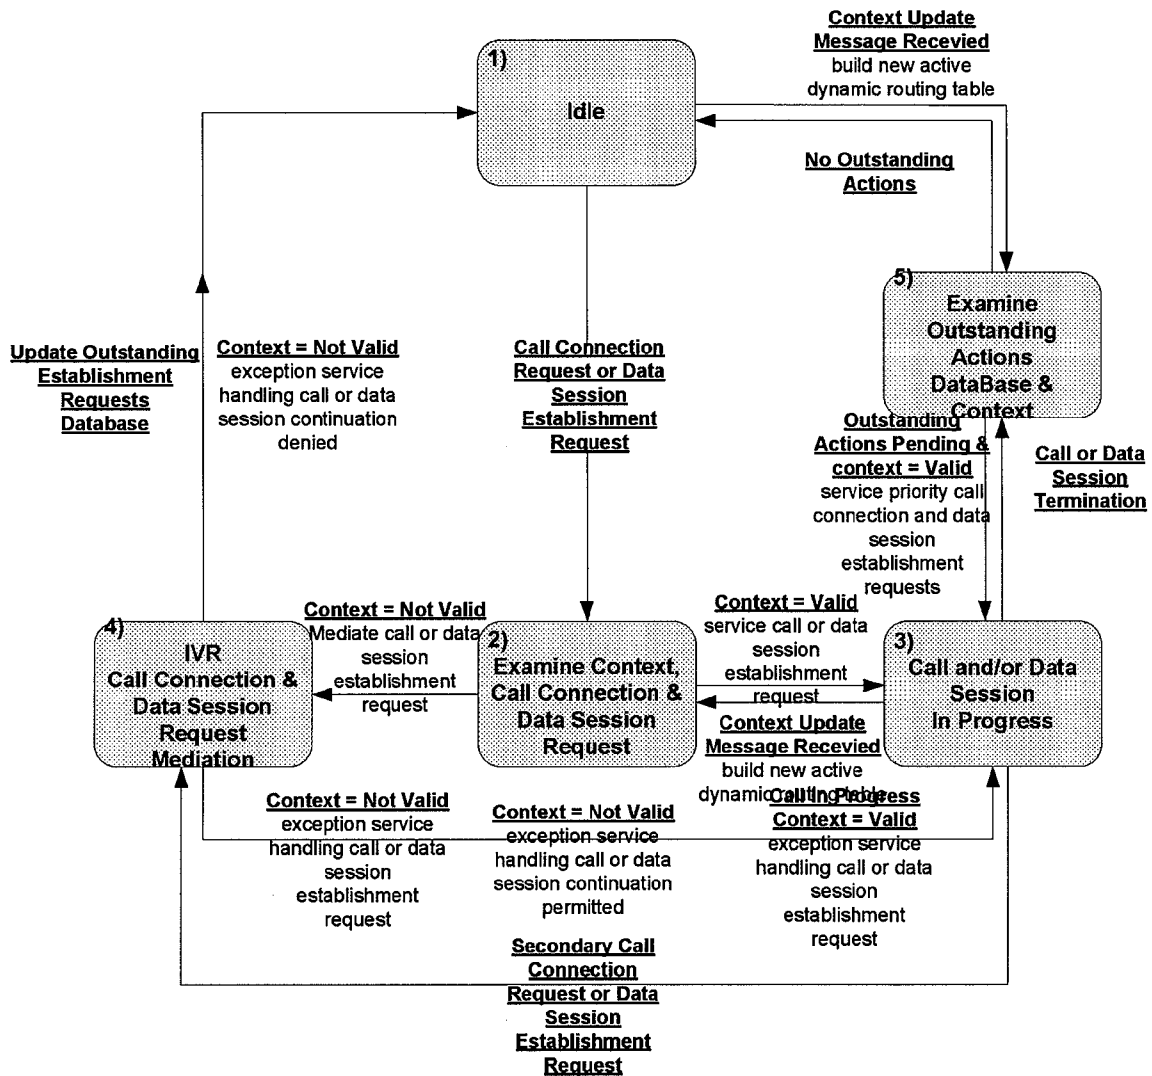 Context Update
Message Recevied
build new active
dynamic routing table
1)
Idle
No Outstanding
Actions
5)
Examine
Outstanding
Actions
DataBase &
Context
Update Outstanding
Establishment
Requests
Database
Context = Not Valid
exception service
handling call or data
session continuation
denied
Call Connection
Request or Data
Session
Establishment
Request
Outstanding
Actions Pending &
context = Valid
service priority call
connection and data
session
establishment
requests
Call or Data
Session
Termination
4)
IVR
Call Connection &
Data Session
Request
Mediation
Context = Not Valid
Mediate call or data
session
establishment
request
2)
Examine Context,
Call Connection &
Data Session
Request
Context = Valid
service call or data
session
establishment
request
3)
Call and/or Data
Session
In Progress
Context Update
Message Recevied
build new active
dynamic routing table
Context = Not Valid
exception service
handling call or data
session
establishment
request
Context = Not Valid
exception service
handling call or data
session continuation
permitted
Call In Progress
Context = Valid
exception service
handling call or data
session
establishment
request
Secondary Call
Connection
Request or Data
Session
Establishment
Request